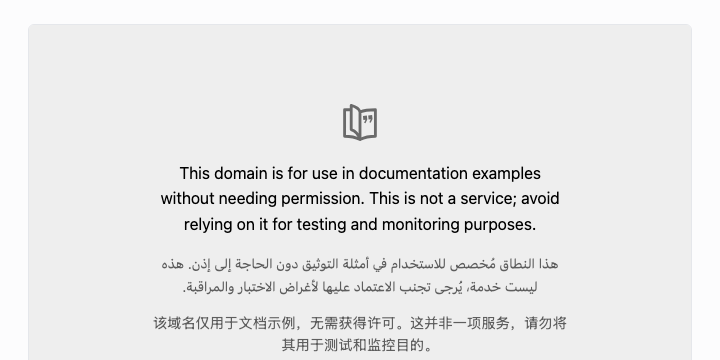 This domain is for use in documentation examples
without needing permission. This is not a service; avoid
relying on it for testing and monitoring purposes.
هذا النطاق مُخصص للاستخدام في أمثلة التوثيق دون الحاجة إلى إذن. هذه
ليست خدمة، يُرجى تجنب الاعتماد عليها لأغراض الاختبار والمراقبة.
该域名仅用于文档示例，无需获得许可。这并非一项服务，请勿将
其用于测试和监控目的。